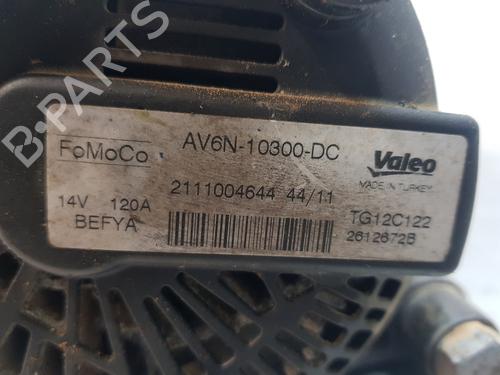 B-PARTS
FoMoCo
AV6N-10300-DC
Valeo
MADE IN TURKEY
2111004644 44/11
14V 120A
BEFYA
TG12C122
2612672B